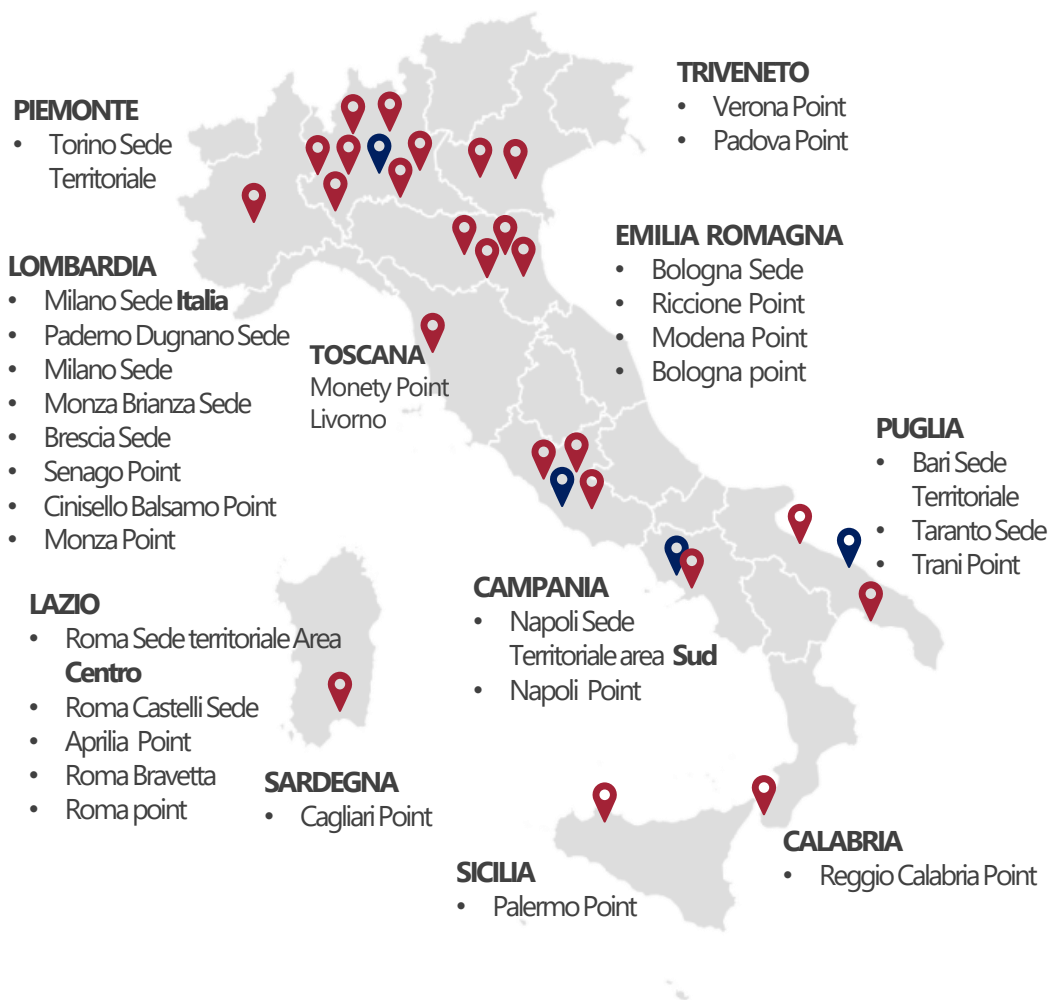 PIEMONTE
• Torino Sede
Territoriale
TRIVENETO
• Verona Point
• Padova Point
LOMBARDIA
• Milano Sede Italia
• Paderno Dugnano Sede
• Milano Sede
• Monza Brianza Sede
• Brescia Sede
• Senago Point
• Cinisello Balsamo Point
• Monza Point
EMILIA ROMAGNA
• Bologna Sede
• Riccione Point
• Modena Point
• Bologna point
TOSCANA
Monety Point
Livorno
PUGLIA
• Bari Sede
Territoriale
• Taranto Sede
• Trani Point
LAZIO
• Roma Sede territoriale Area
Centro
• Roma Castelli Sede
• Aprilia Point
• Roma Bravetta
• Roma point
CAMPANIA
• Napoli Sede
Territoriale area Sud
• Napoli Point
SARDEGNA
• Cagliari Point
SICILIA
• Palermo Point
CALABRIA
• Reggio Calabria Point